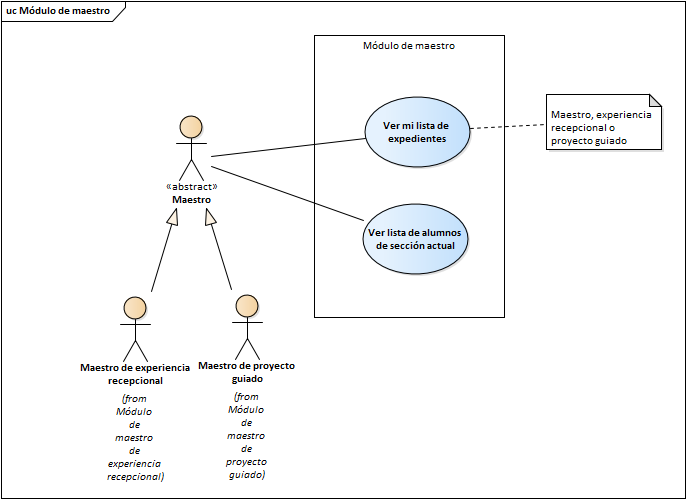 uc Módulo de maestro
Módulo de maestro
Ver mi lista de
expedientes
Maestro, experiencia
recepcional o
proyecto guiado
«abstract»
Maestro
Ver lista de alumnos
de sección actual
Maestro de experiencia
recepcional
(from
Módulo
de
maestro
de
experiencia
recepcional)
Maestro de proyecto
guiado
(from
Módulo
de
maestro
de
proyecto
guiado)